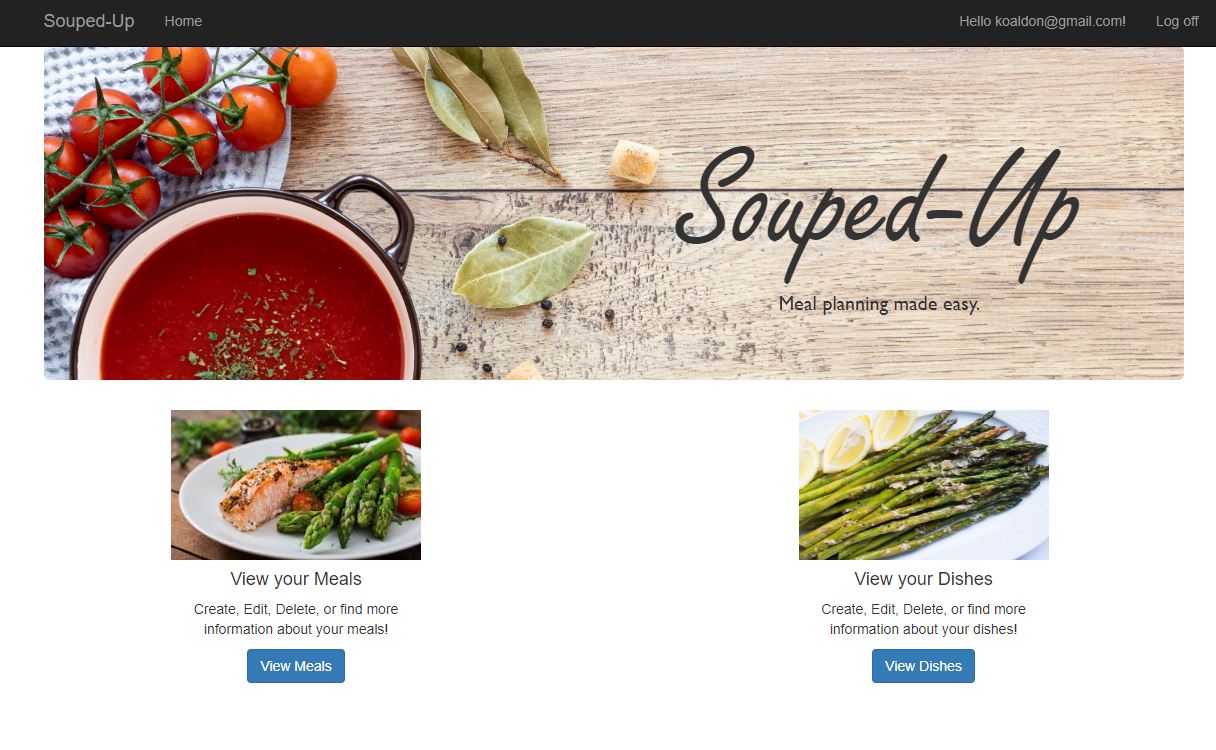 Souped-Up Home Hello koaldon@gmail.com! Log off
Souped-Up
Meal planning made easy.
View your Meals
Create, Edit, Delete, or find more
information about your meals!
View Meals
View your Dishes
Create, Edit, Delete, or find more
information about your dishes!
View Dishes